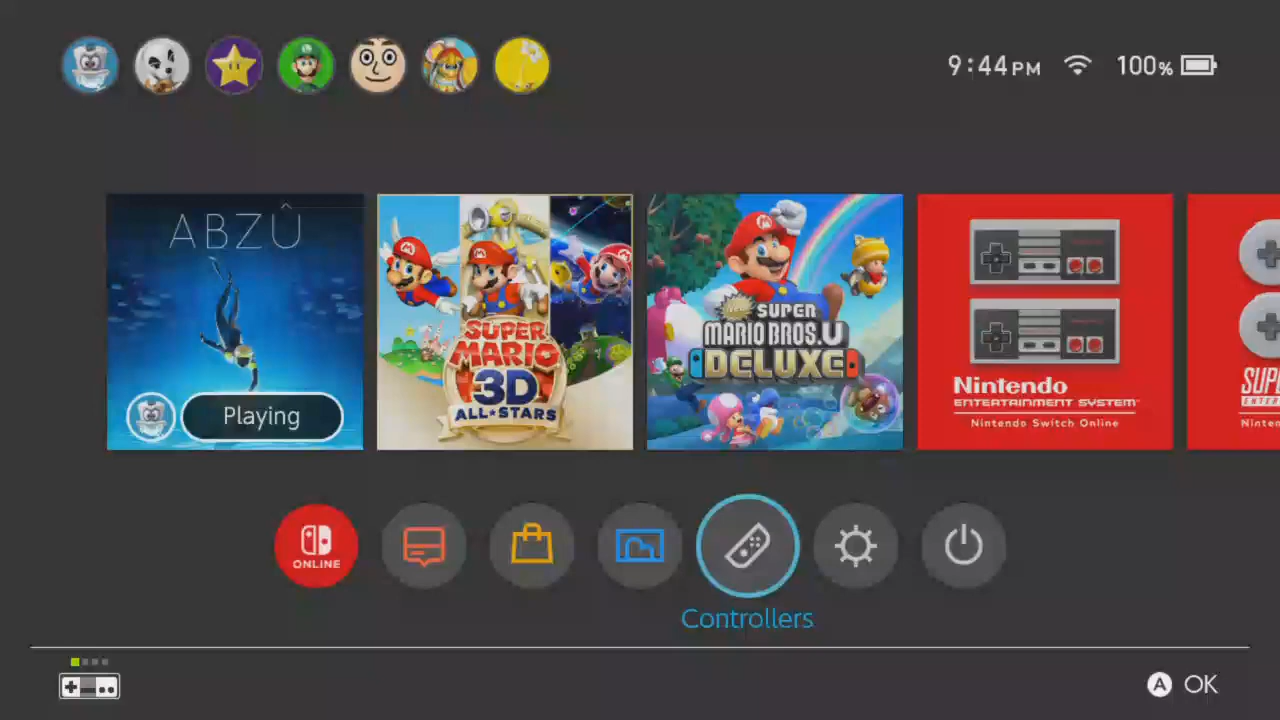 9:44PM 100%
ABZÛ
Playing
SUPER
MARIO
3D
ALL★STARS
NEW
SUPER
MARIO BROS.U
DELUXE
Nintendo
ENTERTAINMENT SYSTEM™
Nintendo Switch Online
ONLINE
Controllers
A OK